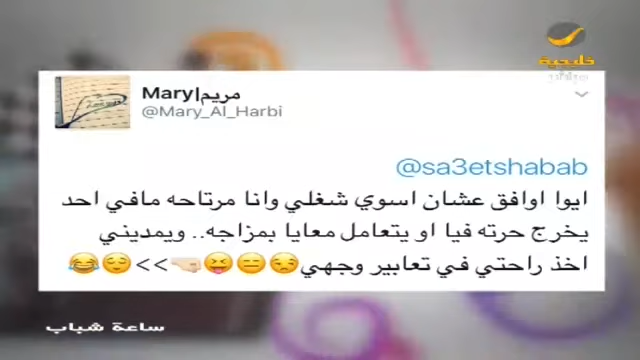 خليجية
Mary|مريم
@Mary_Al_Harbi
@sa3etshabab
ايوا اوافق عشان اسوي شغلي وانا مرتاحه مافي احد
يخرج حرته فيا او يتعامل معايا بمزاجه.. ويمديني
اخذ راحتي في تعابير وجهي😒😑😝👊🏻>>😌😂
ساعة شباب